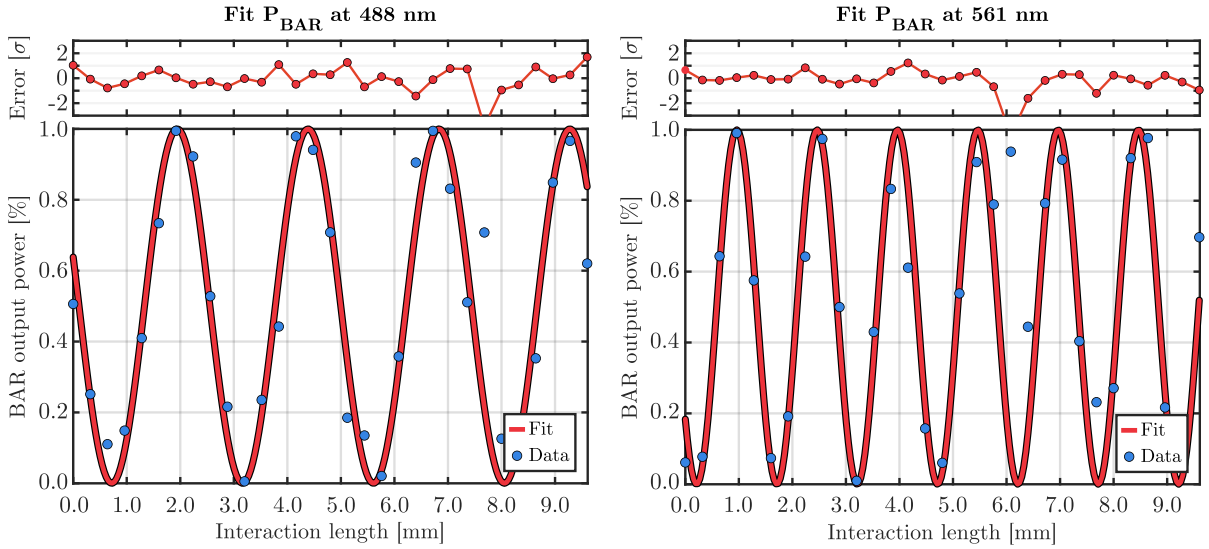 Fit P_BAR at 488 nm
Error [σ]
2
0
-2
BAR output power [%]
1.0
0.8
0.6
0.4
0.2
0.0
0.0 1.0 2.0 3.0 4.0 5.0 6.0 7.0 8.0 9.0
Interaction length [mm]
Fit
Data
Fit P_BAR at 561 nm
Error [σ]
2
0
-2
BAR output power [%]
1.0
0.8
0.6
0.4
0.2
0.0
0.0 1.0 2.0 3.0 4.0 5.0 6.0 7.0 8.0 9.0
Interaction length [mm]
Fit
Data